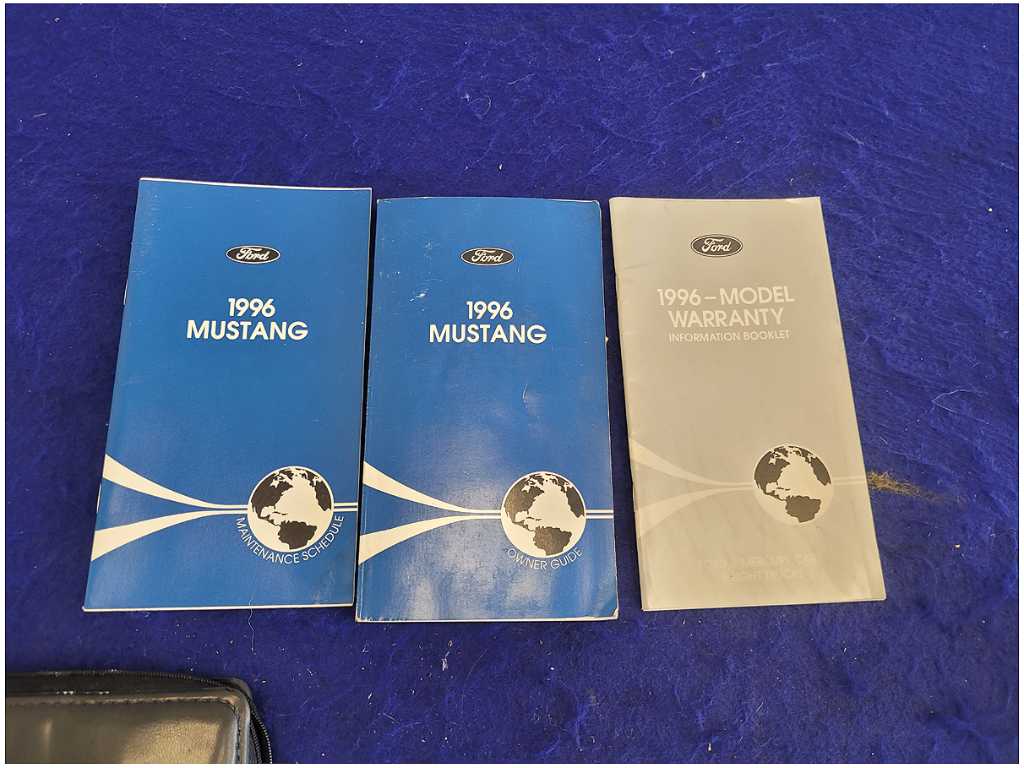 Ford
1996
MUSTANG
MAINTENANCE SCHEDULE
Ford
1996
MUSTANG
OWNER GUIDE
Ford
1996–MODEL
WARRANTY
INFORMATION BOOKLET